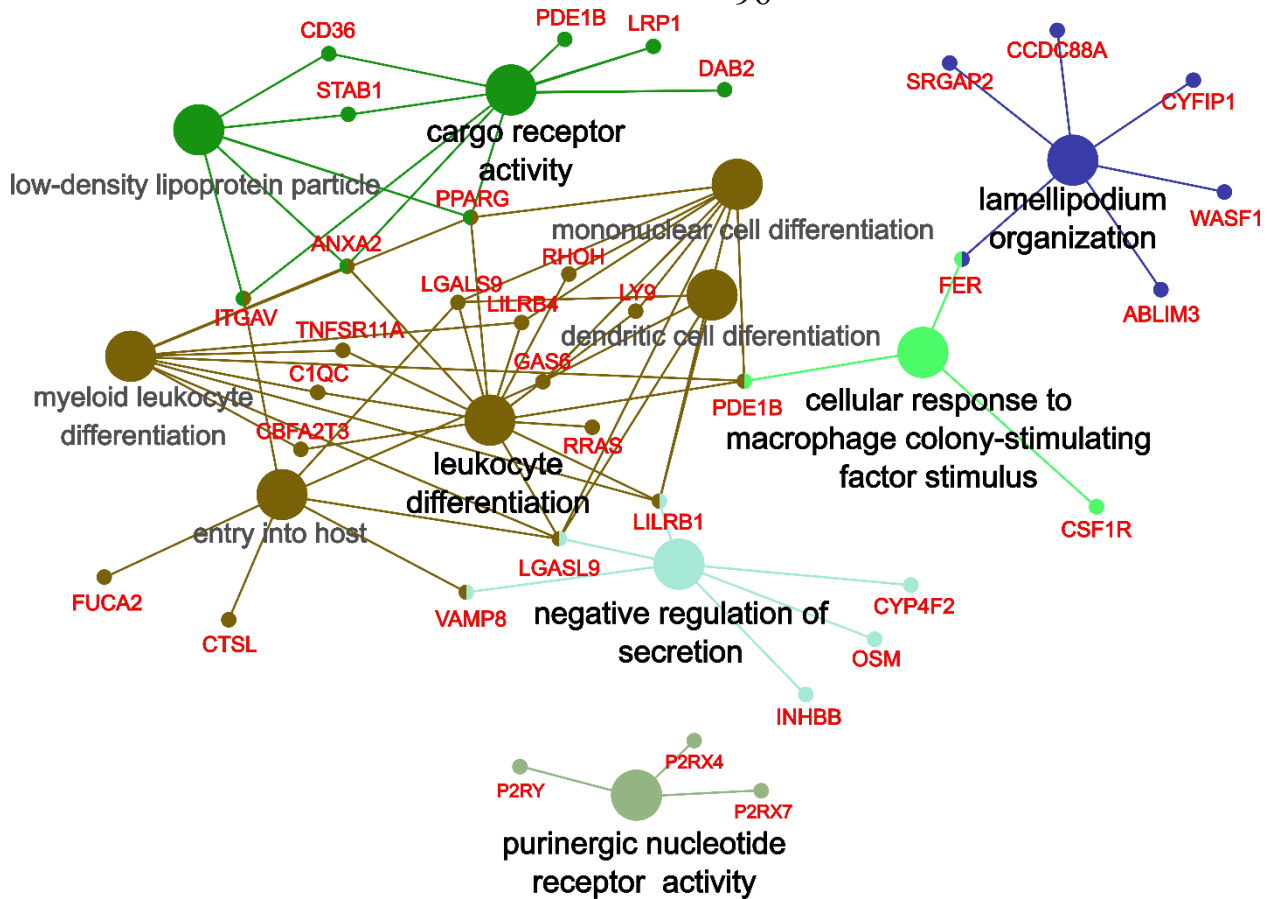 CD36
PDE1B
LRP1
CCDC88A
SRGAP2
DAB2
STAB1
CYFIP1
cargo receptor
activity
low-density lipoprotein particle
PPARG
lamellipodium
organization
WASF1
mononuclear cell differentiation
ANXA2
RHOH
FER
LGALS9
LILRB4
LY9
ABLIM3
ITGAV
TNFSR11A
dendritic cell diferentiation
GAS6
C1QC
PDE1B
myeloid leukocyte
differentiation
cellular response to
macrophage colony-stimulating
factor stimulus
CBFA2T3
RRAS
leukocyte
differentiation
entry into host
LILRB1
CSF1R
LGASL9
FUCA2
VAMP8
CYP4F2
negative regulation of
secretion
CTSL
OSM
INHBB
P2RX4
P2RY
P2RX7
purinergic nucleotide
receptor activity